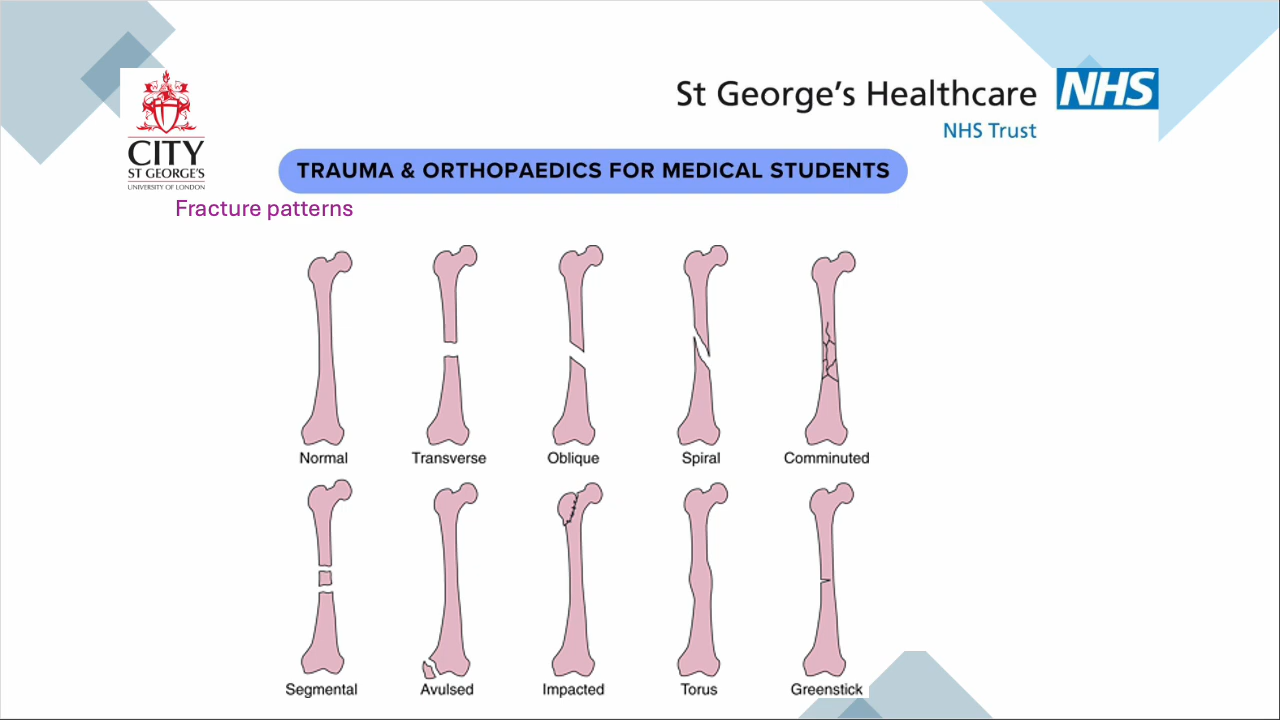 St George's Healthcare NHS
NHS Trust
CITY
ST GEORGE'S
UNIVERSITY OF LONDON
TRAUMA & ORTHOPAEDICS FOR MEDICAL STUDENTS
Fracture patterns
Normal Transverse Oblique Spiral Comminuted
Segmental Avulsed Impacted Torus Greenstick